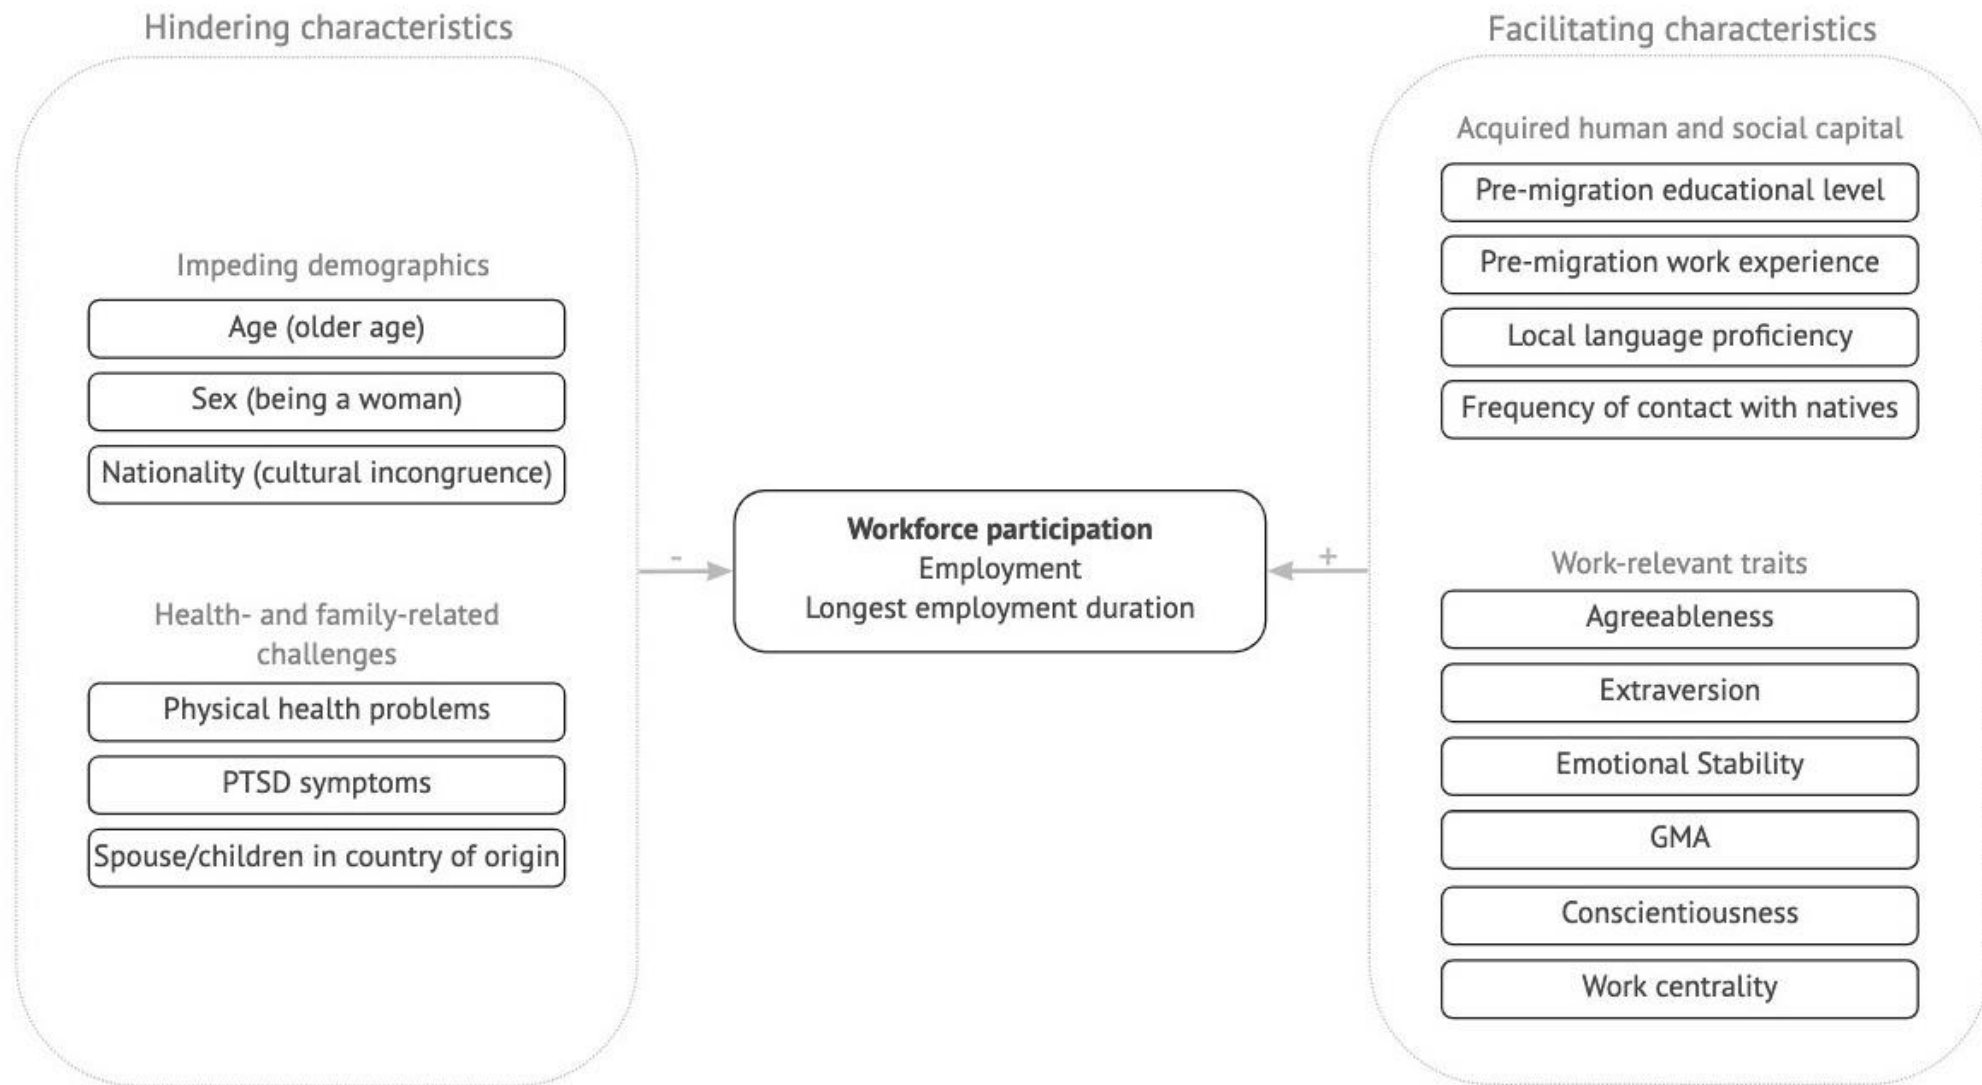 Hindering characteristics
Impeding demographics
Age (older age)
Sex (being a woman)
Nationality (cultural incongruence)
Health- and family-related
challenges
Physical health problems
PTSD symptoms
Spouse/children in country of origin
-
Workforce participation
Employment
Longest employment duration
+
Facilitating characteristics
Acquired human and social capital
Pre-migration educational level
Pre-migration work experience
Local language proficiency
Frequency of contact with natives
Work-relevant traits
Agreeableness
Extraversion
Emotional Stability
GMA
Conscientiousness
Work centrality